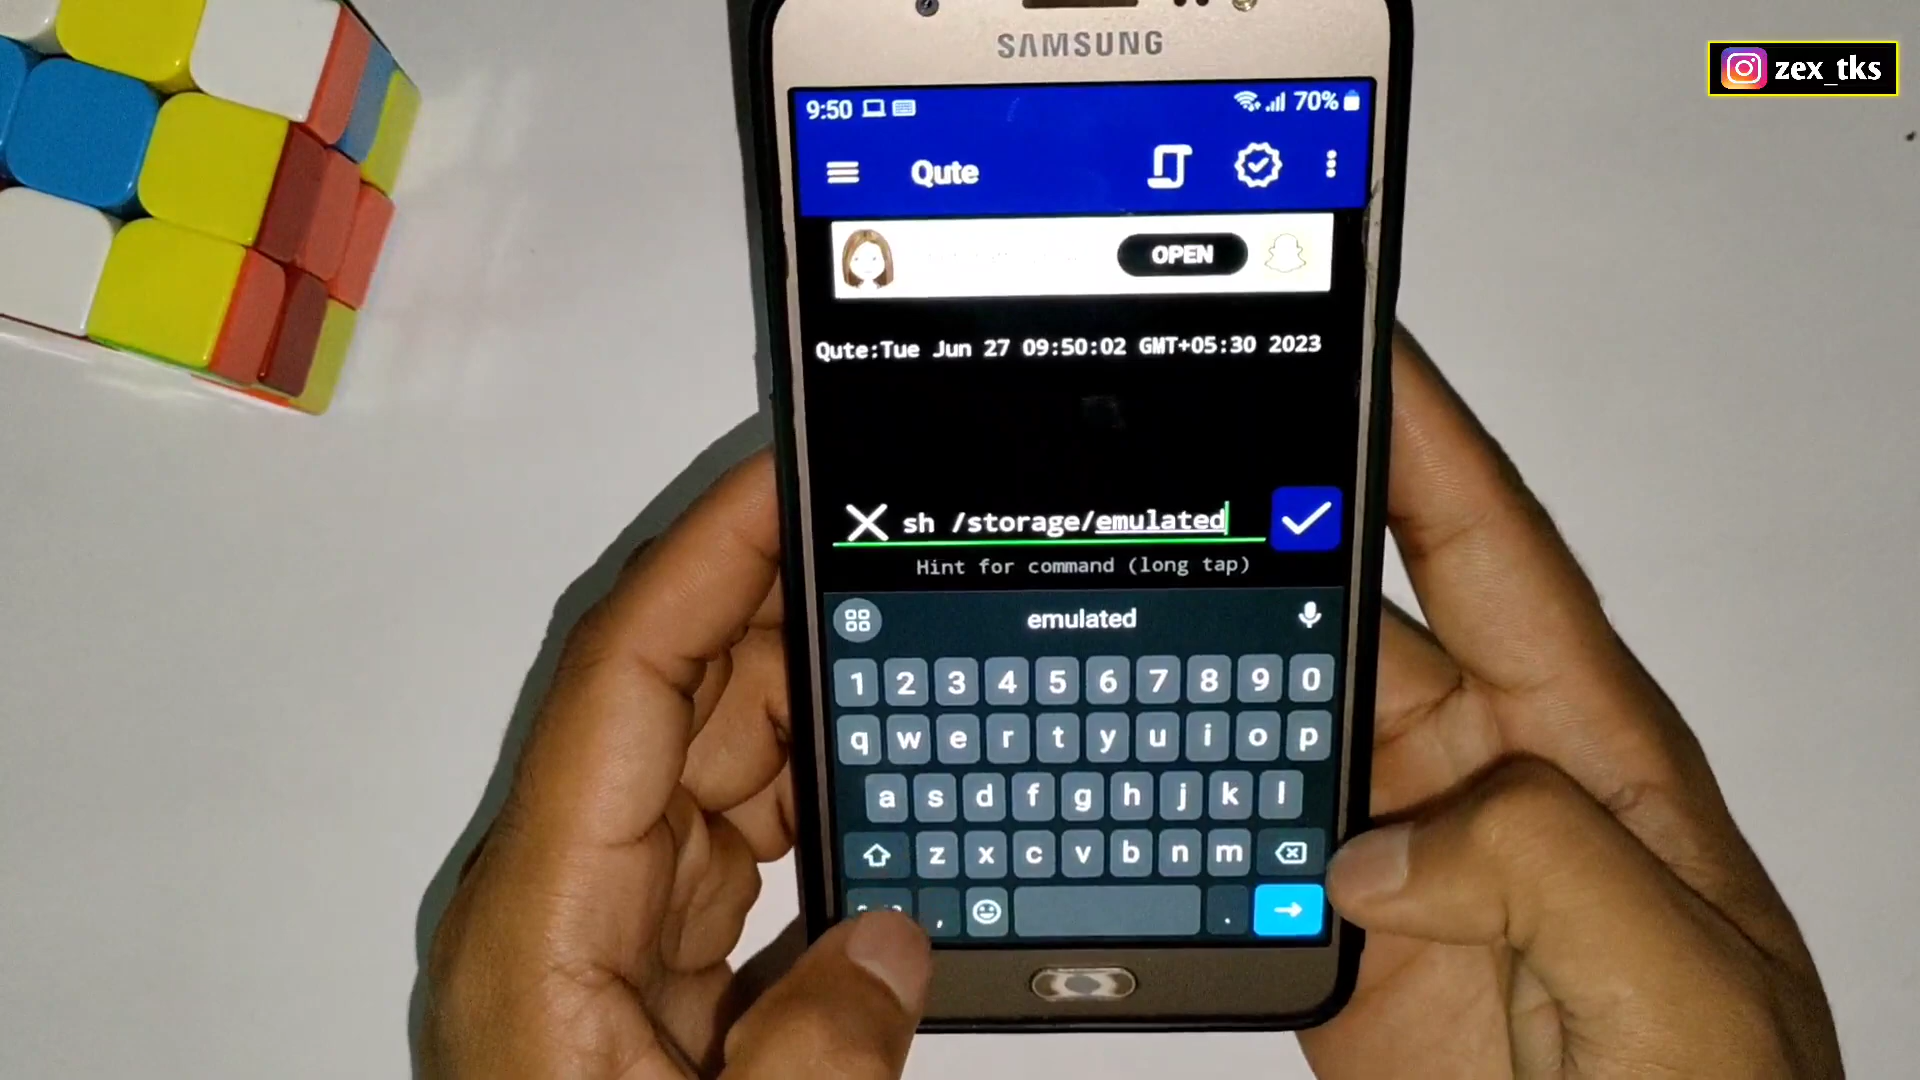 zex_tks
SAMSUNG
9:50 70%
Qute
OPEN
Qute:Tue Jun 27 09:50:02 GMT+05:30 2023
sh /storage/emulated
Hint for command (long tap)
emulated
1 2 3 4 5 6 7 8 9 0
q w e r t y u i o p
a s d f g h j k l
z x c v b n m
, .